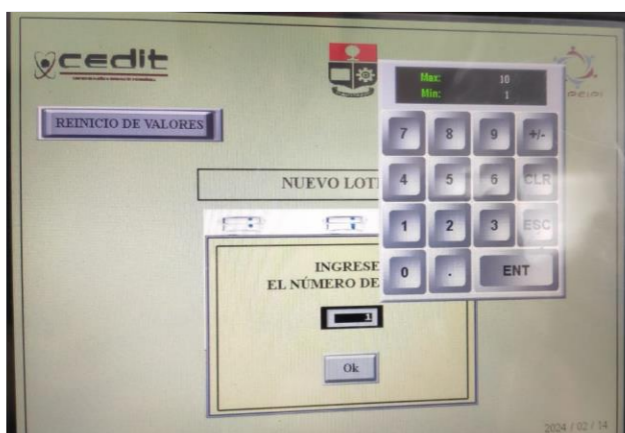 cedit
Max: 10
Min: 1
REINICIO DE VALORES
7 8 9 +/-
NUEVO LOT
4 5 6 CLR
1 2 3 ESC
INGRESE
EL NÚMERO DE
0 . ENT
1
Ok
2024 / 02 / 14